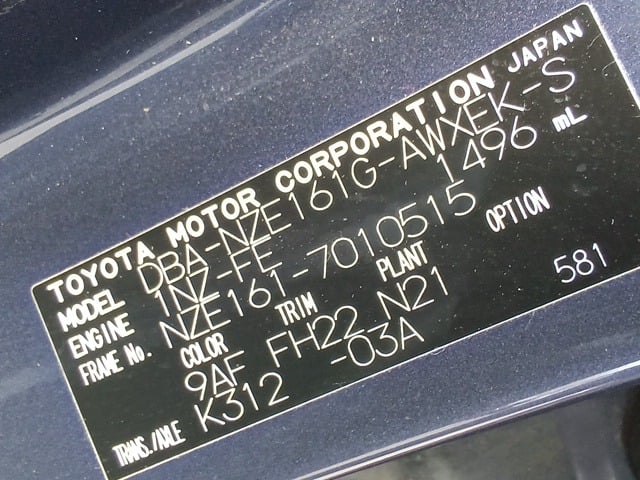 TOYOTA MOTOR CORPORATION JAPAN
MODEL DBA-NZE161G-AWXEK-S
ENGINE 1NZ-FE 1496 mL
FRAME No. NZE161-7010515
COLOR TRIM PLANT OPTION
9AF FH22 N21 581
TRANS./AXLE K312 -03A